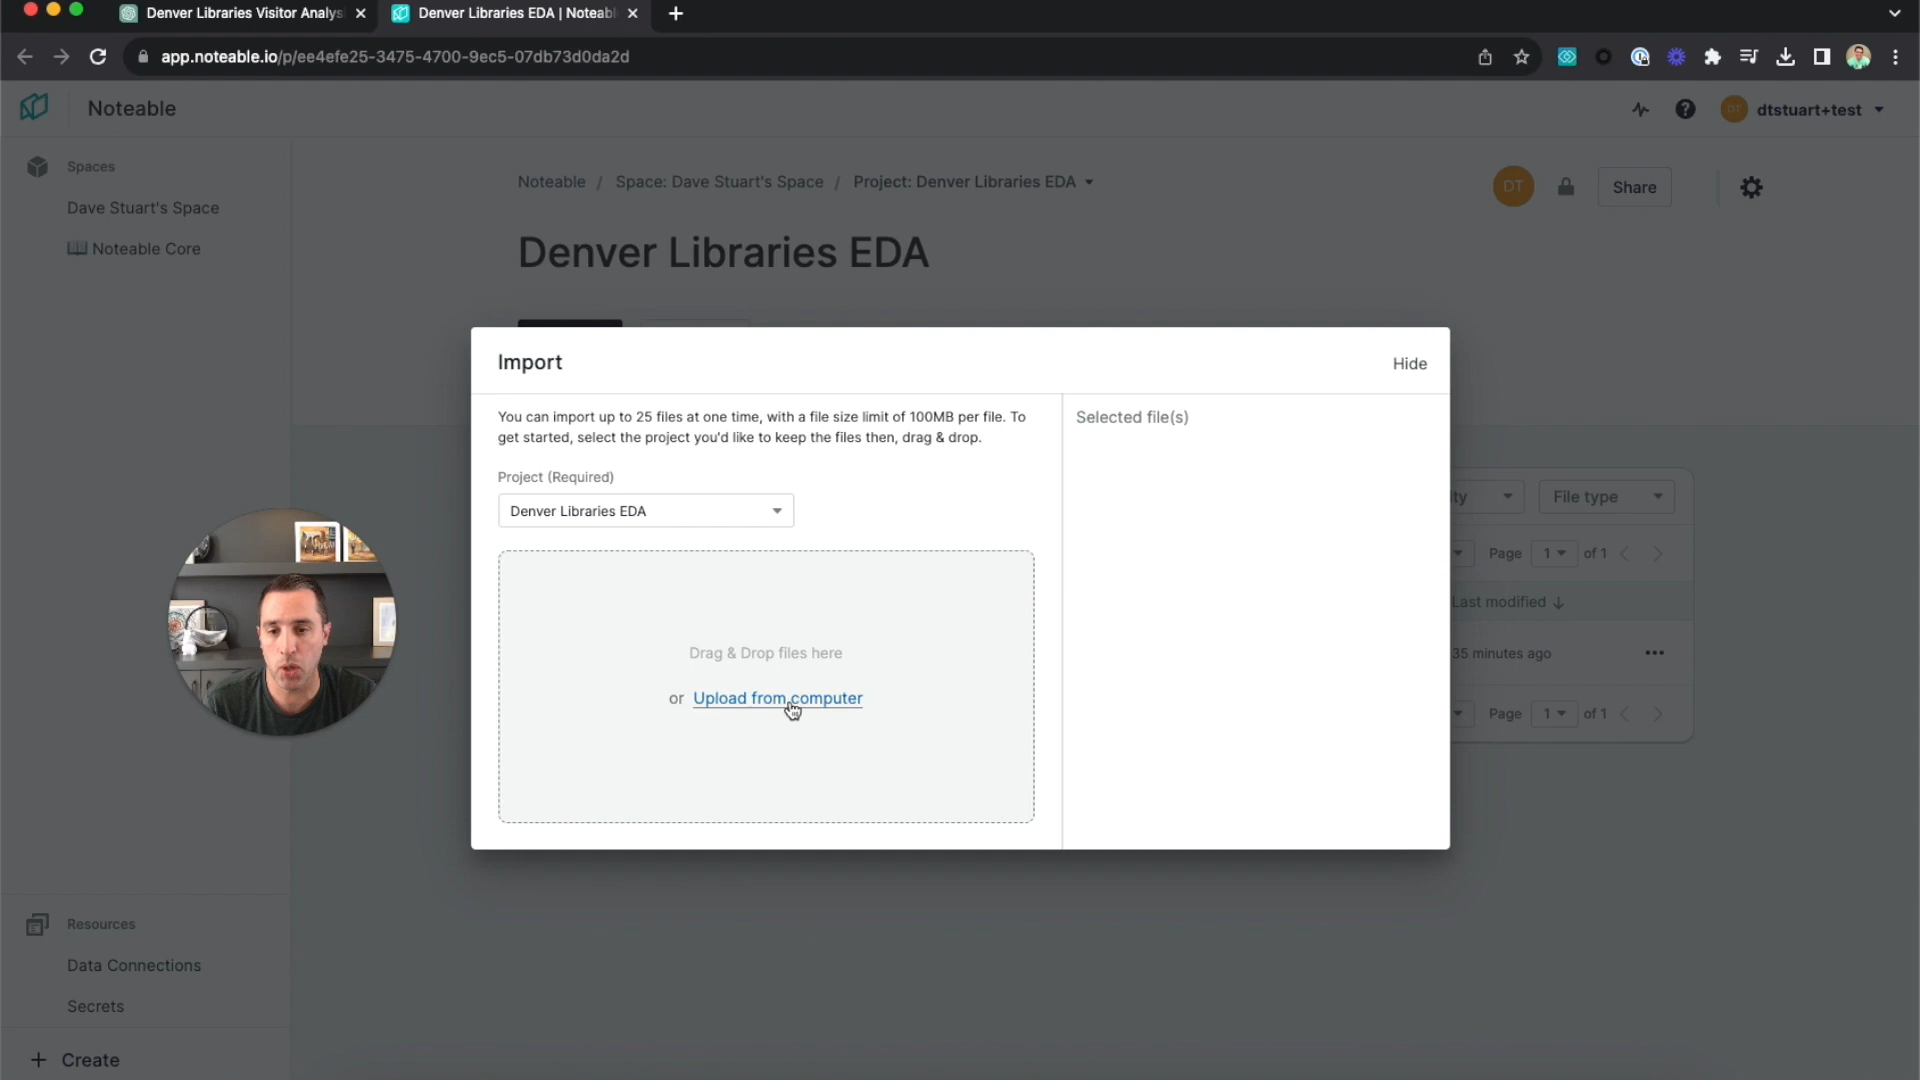 Denver Libraries Visitor Analys
Denver Libraries EDA | Noteabl
app.noteable.io/p/ee4efe25-3475-4700-9ec5-07db73d0da2d
Noteable
dtstuart+test
Spaces
Dave Stuart's Space
Noteable Core
Noteable / Space: Dave Stuart's Space / Project: Denver Libraries EDA
DT
Share
Denver Libraries EDA
Import
Hide
You can import up to 25 files at one time, with a file size limit of 100MB per file. To
get started, select the project you'd like to keep the files then, drag & drop.
Project (Required)
Denver Libraries EDA
Drag & Drop files here
or Upload from computer
Selected file(s)
ty
File type
Page 1 of 1
Last modified
35 minutes ago
Page 1 of 1
Resources
Data Connections
Secrets
+ Create